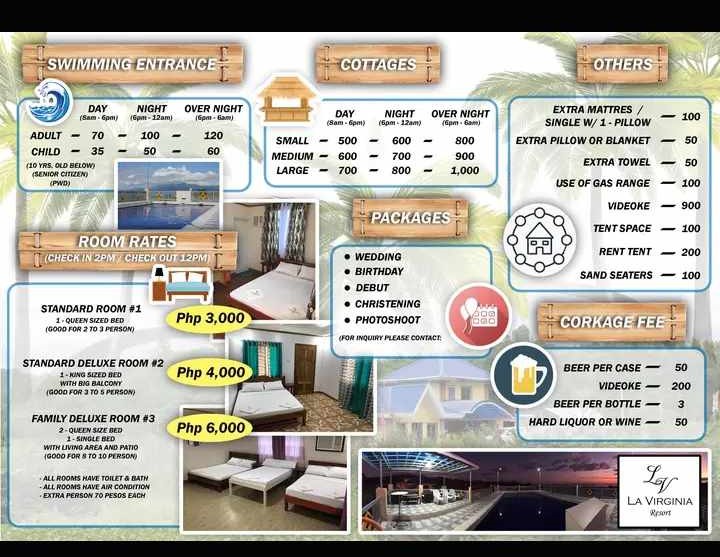 SWIMMING ENTRANCE
DAY NIGHT OVER NIGHT
(8am - 6pm) (6pm - 12am) (6pm - 6am)
ADULT - 70 - 100 - 120
CHILD - 35 - 50 - 60
(10 YRS. OLD BELOW)
(SENIOR CITIZEN)
(PWD)
COTTAGES
DAY NIGHT OVER NIGHT
(8am - 6pm) (6pm - 12am) (6pm - 6am)
SMALL - 500 - 600 - 800
MEDIUM - 600 - 700 - 900
LARGE - 700 - 800 - 1,000
OTHERS
EXTRA MATTRES /
SINGLE W/ 1 - PILLOW - 100
EXTRA PILLOW OR BLANKET - 50
EXTRA TOWEL - 50
USE OF GAS RANGE - 100
VIDEOKE - 900
TENT SPACE - 100
RENT TENT - 200
SAND SEATERS - 100
ROOM RATES
(CHECK IN 2PM / CHECK OUT 12PM)
STANDARD ROOM #1
1 - QUEEN SIZED BED
(GOOD FOR 2 TO 3 PERSON)
Php 3,000
STANDARD DELUXE ROOM #2
1 - KING SIZED BED
WITH BIG BALCONY
(GOOD FOR 3 TO 5 PERSON)
Php 4,000
FAMILY DELUXE ROOM #3
2 - QUEEN SIZE BED
1 - SINGLE BED
WITH LIVING AREA AND PATIO
(GOOD FOR 8 TO 10 PERSON)
Php 6,000
- ALL ROOMS HAVE TOILET & BATH
- ALL ROOMS HAVE AIR CONDITION
- EXTRA PERSON 70 PESOS EACH
PACKAGES
• WEDDING
• BIRTHDAY
• DEBUT
• CHRISTENING
• PHOTOSHOOT
(FOR INQUIRY PLEASE CONTACT:
CORKAGE FEE
BEER PER CASE - 50
VIDEOKE - 200
BEER PER BOTTLE - 3
HARD LIQUOR OR WINE - 50
LV
LA VIRGINIA
Resort